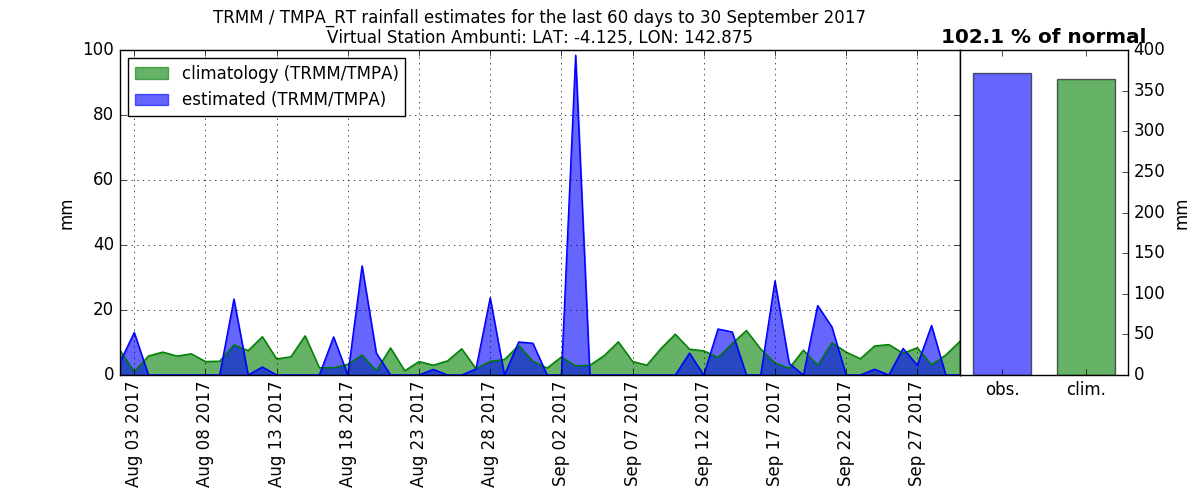 TRMM / TMPA_RT rainfall estimates for the last 60 days to 30 September 2017
Virtual Station Ambunti: LAT: -4.125, LON: 142.875
102.1 % of normal
climatology (TRMM/TMPA)
estimated (TRMM/TMPA)
100
80
60
40
20
0
mm
Aug 03 2017
Aug 08 2017
Aug 13 2017
Aug 18 2017
Aug 23 2017
Aug 28 2017
Sep 02 2017
Sep 07 2017
Sep 12 2017
Sep 17 2017
Sep 22 2017
Sep 27 2017
400
350
300
250
200
150
100
50
0
mm
obs.
clim.